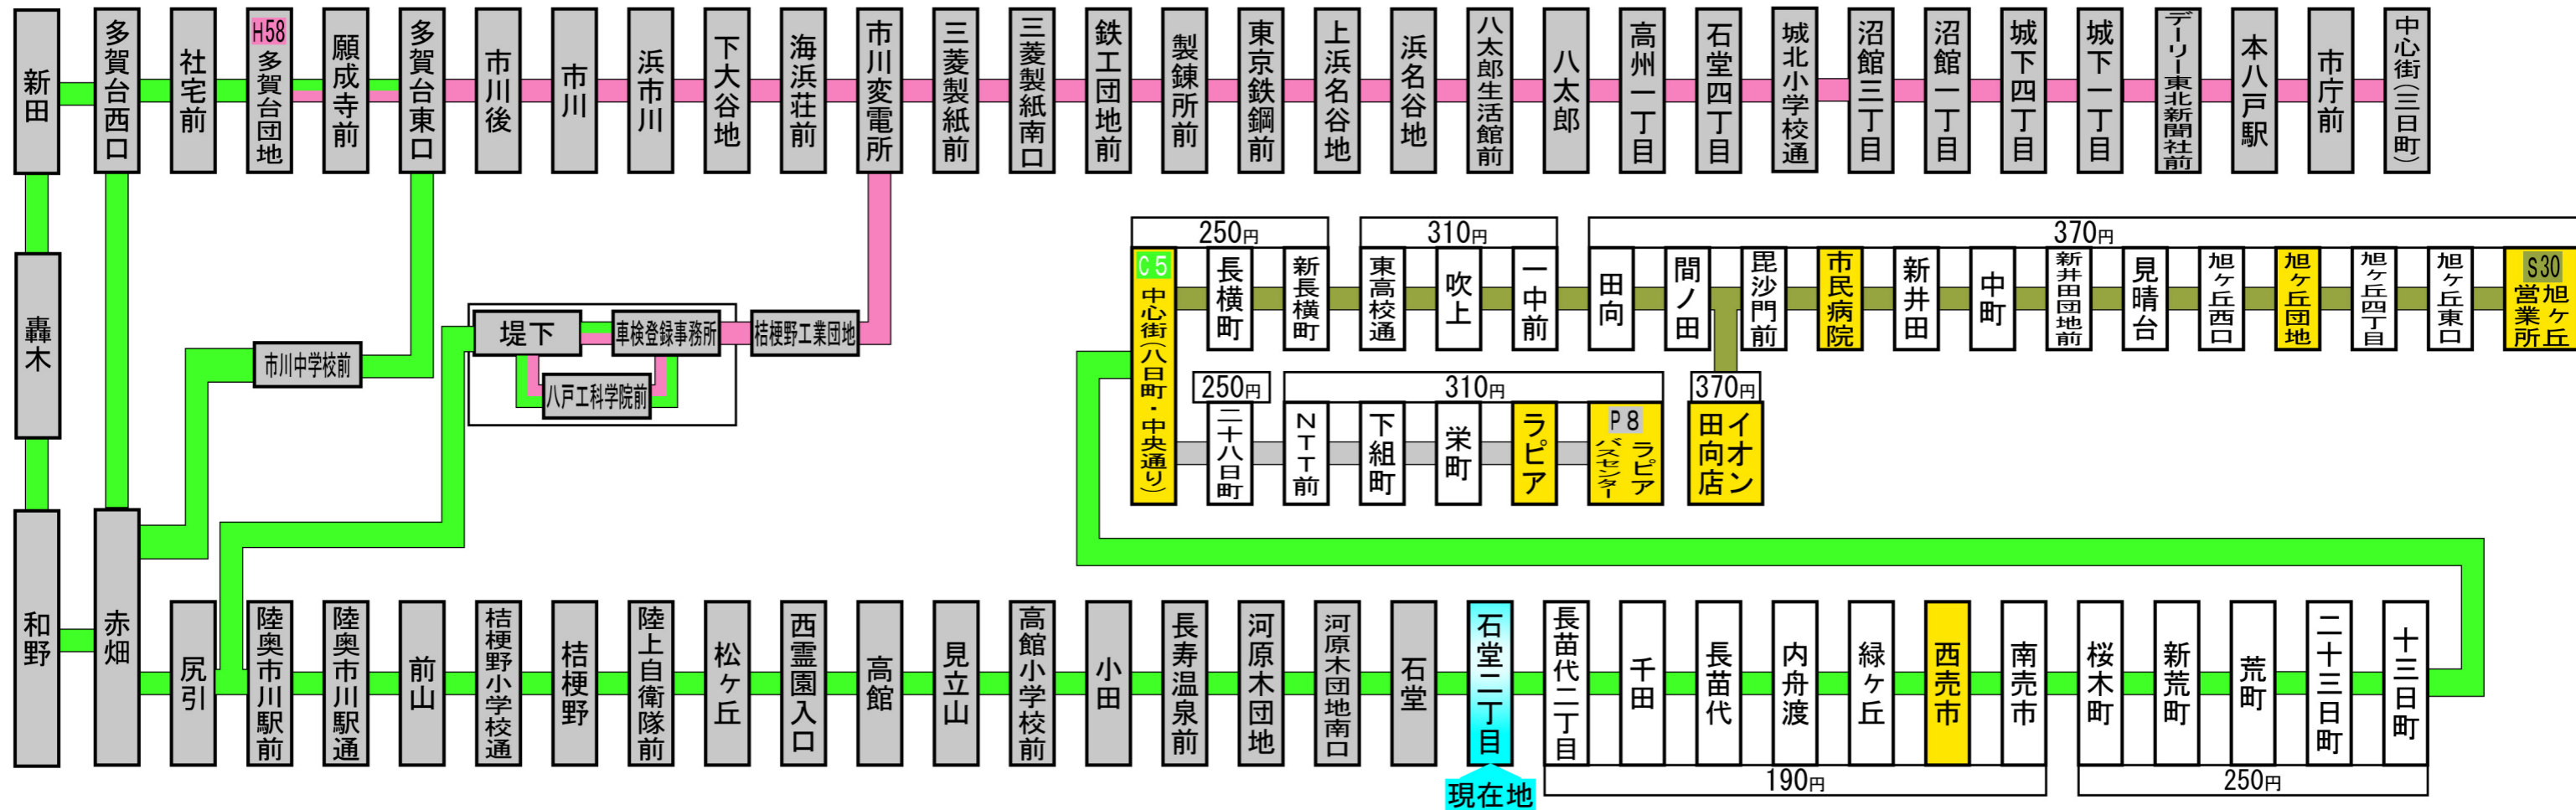 新田
多賀台西口
社宅前
H58
多賀台団地
願成寺前
多賀台東口
市川後
市川
浜市川
下大谷地
海浜荘前
市川変電所
三菱製紙前
三菱製紙南口
鉄工団地前
製錬所前
東京鉄鋼前
上浜名谷地
浜名谷地
八太郎生活館前
八太郎
高州一丁目
石堂四丁目
城北小学校通
沼館三丁目
沼館一丁目
城下四丁目
城下一丁目
デーリー東北新聞社前
本八戸駅
市庁前
中心街(三日町)
轟木
市川中学校前
堤下
車検登録事務所
桔梗野工業団地
八戸工科学院前
250円
310円
370円
C5
中心街(八日町・中央通り)
長横町
新長横町
東高校通
吹上
一中前
田向
間ノ田
毘沙門前
市民病院
新井田
中町
新井田団地前
見晴台
旭ヶ丘西口
旭ヶ丘団地
旭ヶ丘四丁目
旭ヶ丘東口
S30
旭ヶ丘
営業所
250円
310円
370円
二十八日町
NTT前
下組町
栄町
ラピア
P8
ラピア
バスセンター
イオン
田向店
和野
赤畑
尻引
陸奥市川駅前
陸奥市川駅通
前山
桔梗野小学校通
桔梗野
陸上自衛隊前
松ヶ丘
西霊園入口
高館
見立山
高館小学校前
小田
長寿温泉前
河原木団地
河原木団地南口
石堂
石堂二丁目
長苗代二丁目
千田
長苗代
内舟渡
緑ヶ丘
西売市
南売市
桜木町
新荒町
荒町
二十三日町
十三日町
現在地
190円
250円